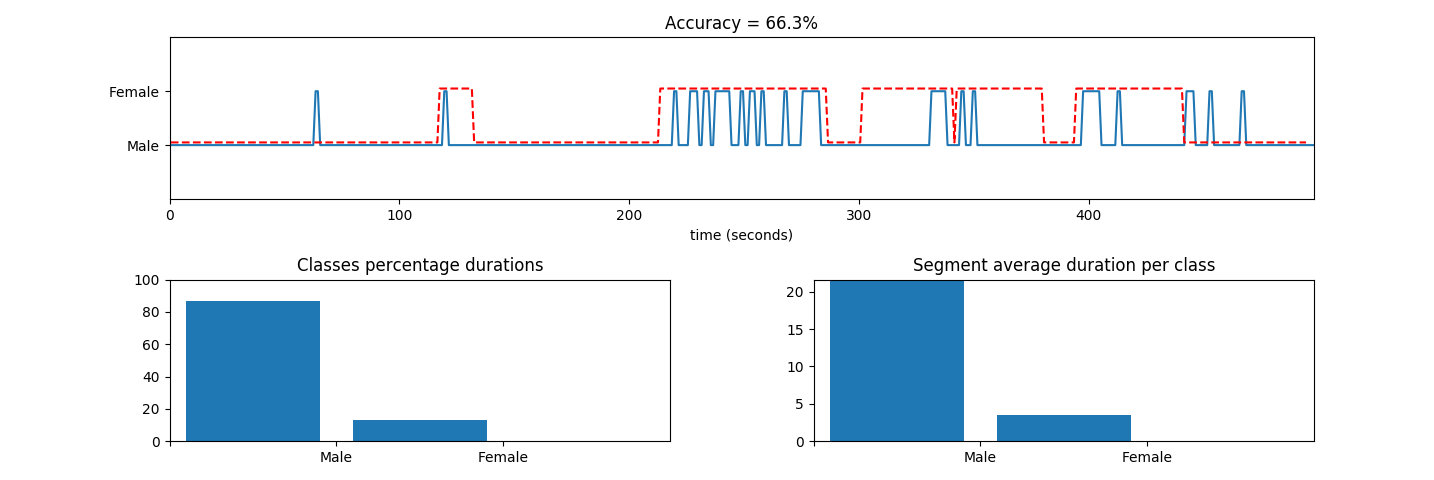 Accuracy = 66.3%
Female
Male
0 100 200 300 400
time (seconds)
Classes percentage durations
100
80
60
40
20
0
Male Female
Segment average duration per class
20
15
10
5
0
Male Female